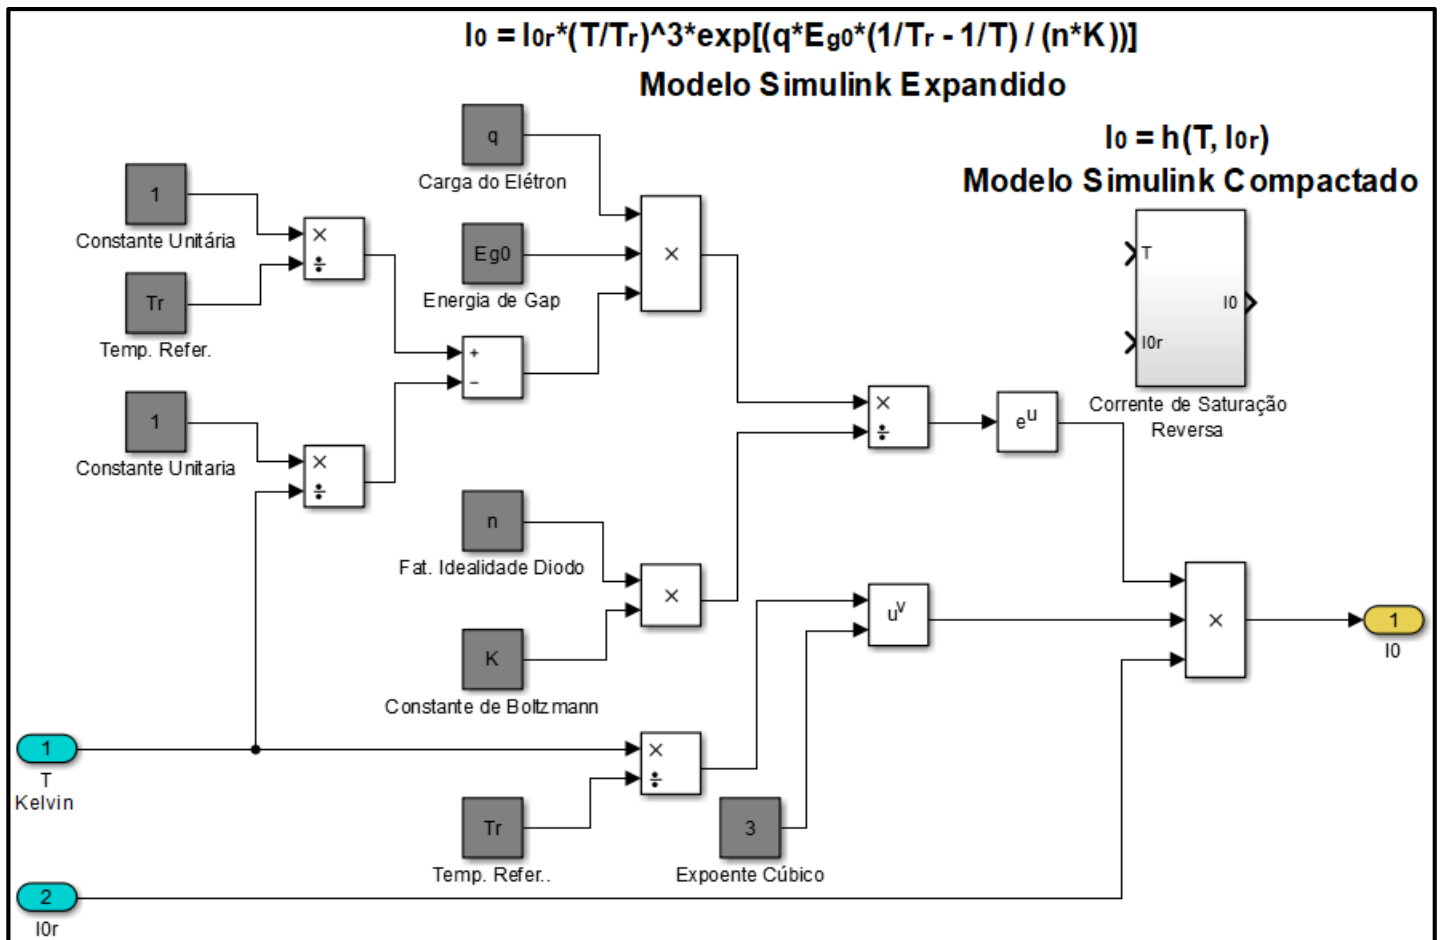 I0 = I0r*(T/Tr)^3*exp[(q*Eg0*(1/Tr - 1/T) / (n*K))]
Modelo Simulink Expandido
I0 = h(T, I0r)
Modelo Simulink Compactado
T
I0r
I0
Corrente de Saturação
Reversa
q
Carga do Elétron
1
Constante Unitária
×
÷
Eg0
Energia de Gap
×
Tr
Temp. Refer.
+
−
1
Constante Unitaria
×
÷
×
÷
e^u
n
Fat. Idealidade Diodo
×
K
Constante de Boltzmann
u^v
×
1
I0
1
T
Kelvin
×
÷
Tr
Temp. Refer..
3
Expoente Cúbico
2
I0r